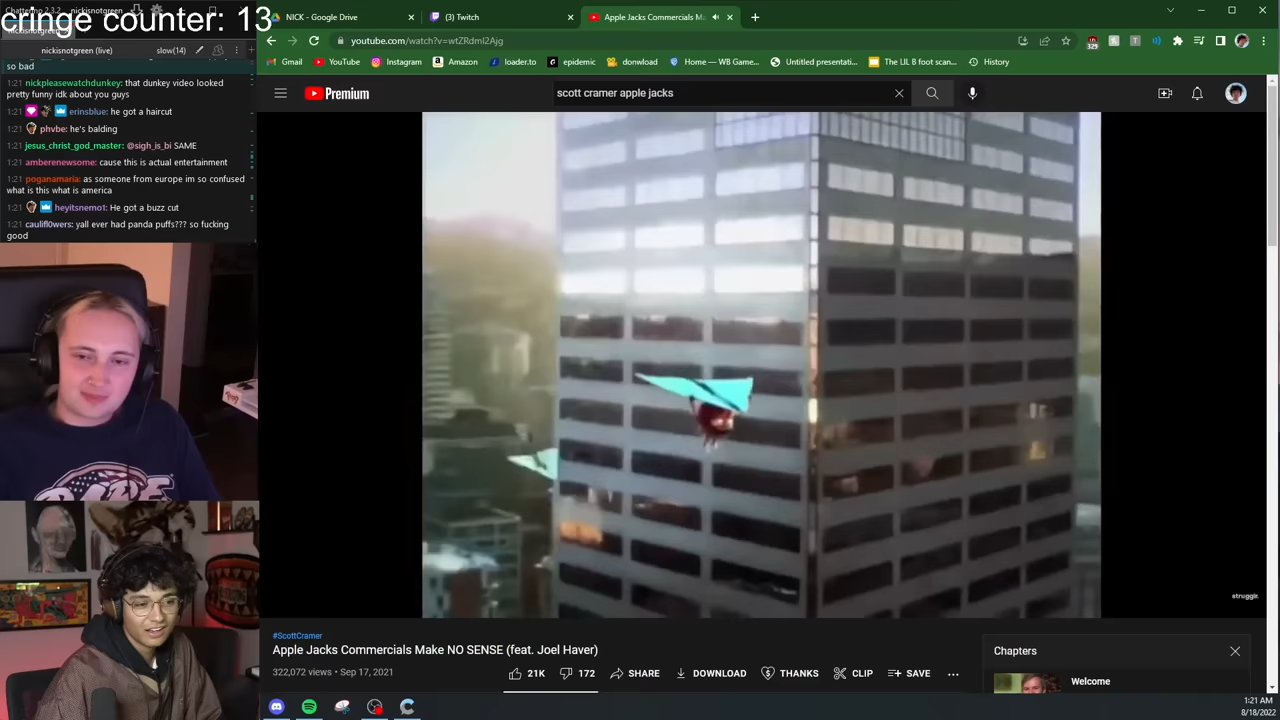 cringe counter: 13
nickisnotgreen (live)
slow(14)
so bad
1:21 nickpleasewatchdunkey: that dunkey video looked
pretty funny idk about you guys
1:21 erinsblue: he got a haircut
1:21 phvbe: he's balding
1:21 jesus_christ_god_master: @sigh_is_bi SAME
1:21 amberenewsome: cause this is actual entertainment
1:21 poganamaria: as someone from europe im so confused
what is this what is america
1:21 heyitsnemo1: He got a buzz cut
1:21 caulifl0wers: yall ever had panda puffs??? so fucking
good
NICK - Google Drive
(3) Twitch
Apple Jacks Commercials Ma
youtube.com/watch?v=wtZRdmI2Ajg
329
Gmail YouTube Instagram Amazon loader.to epidemic donwload Home — WB Game... Untitled presentati... The LIL B foot scan... History
Premium
scott cramer apple jacks
struggle.
#ScottCramer
Apple Jacks Commercials Make NO SENSE (feat. Joel Haver)
322,072 views • Sep 17, 2021
21K 172 SHARE DOWNLOAD THANKS CLIP SAVE
Chapters
Welcome
1:21 AM
8/18/2022